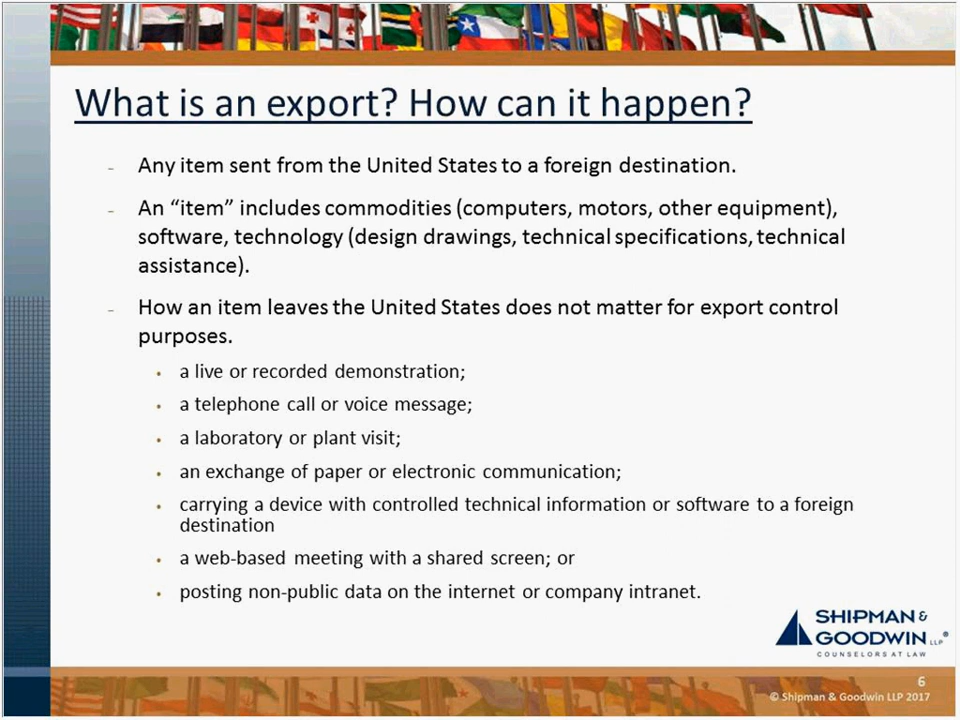 What is an export? How can it happen?
- Any item sent from the United States to a foreign destination.
- An “item” includes commodities (computers, motors, other equipment),
software, technology (design drawings, technical specifications, technical
assistance).
- How an item leaves the United States does not matter for export control
purposes.
• a live or recorded demonstration;
• a telephone call or voice message;
• a laboratory or plant visit;
• an exchange of paper or electronic communication;
• carrying a device with controlled technical information or software to a foreign
destination
• a web-based meeting with a shared screen; or
• posting non-public data on the internet or company intranet.
SHIPMAN &
GOODWIN LLP®
COUNSELORS AT LAW
6
© Shipman & Goodwin LLP 2017